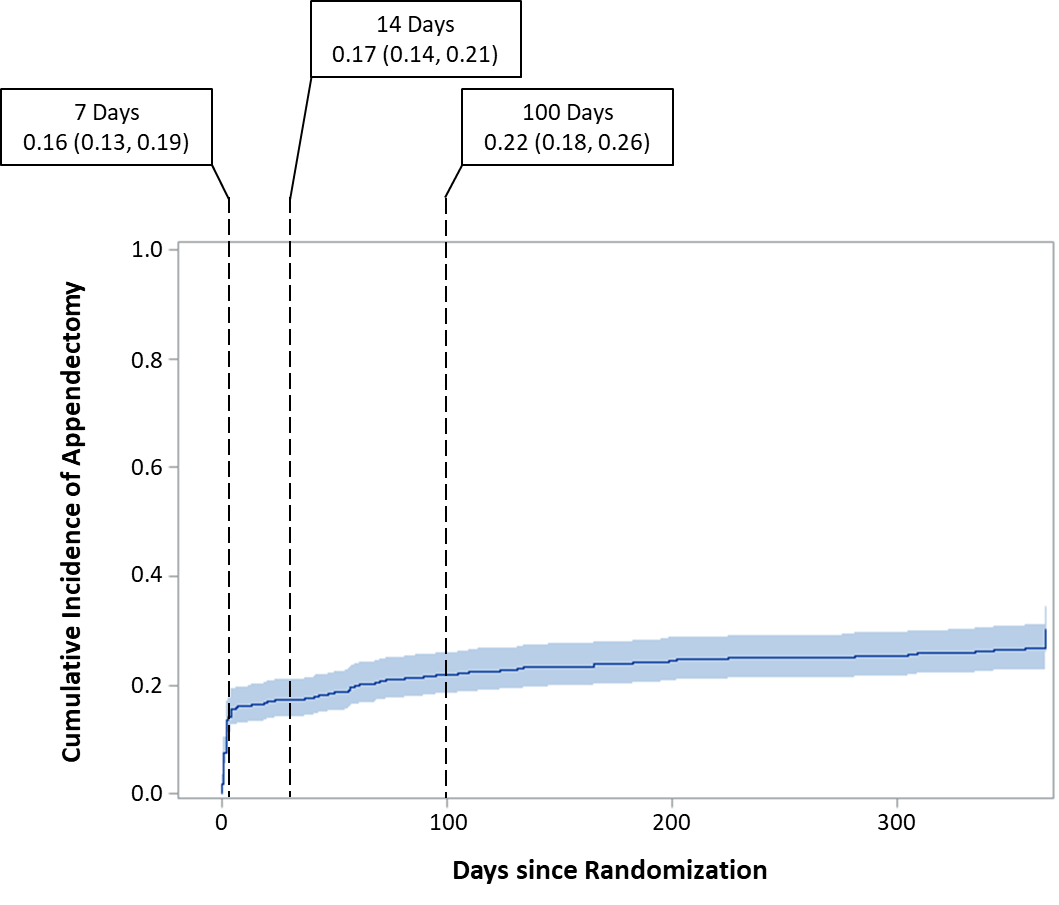 14 Days
0.17 (0.14, 0.21)
7 Days
0.16 (0.13, 0.19)
100 Days
0.22 (0.18, 0.26)
1.0
0.8
0.6
0.4
0.2
0.0
Cumulative Incidence of Appendectomy
0
100
200
300
Days since Randomization